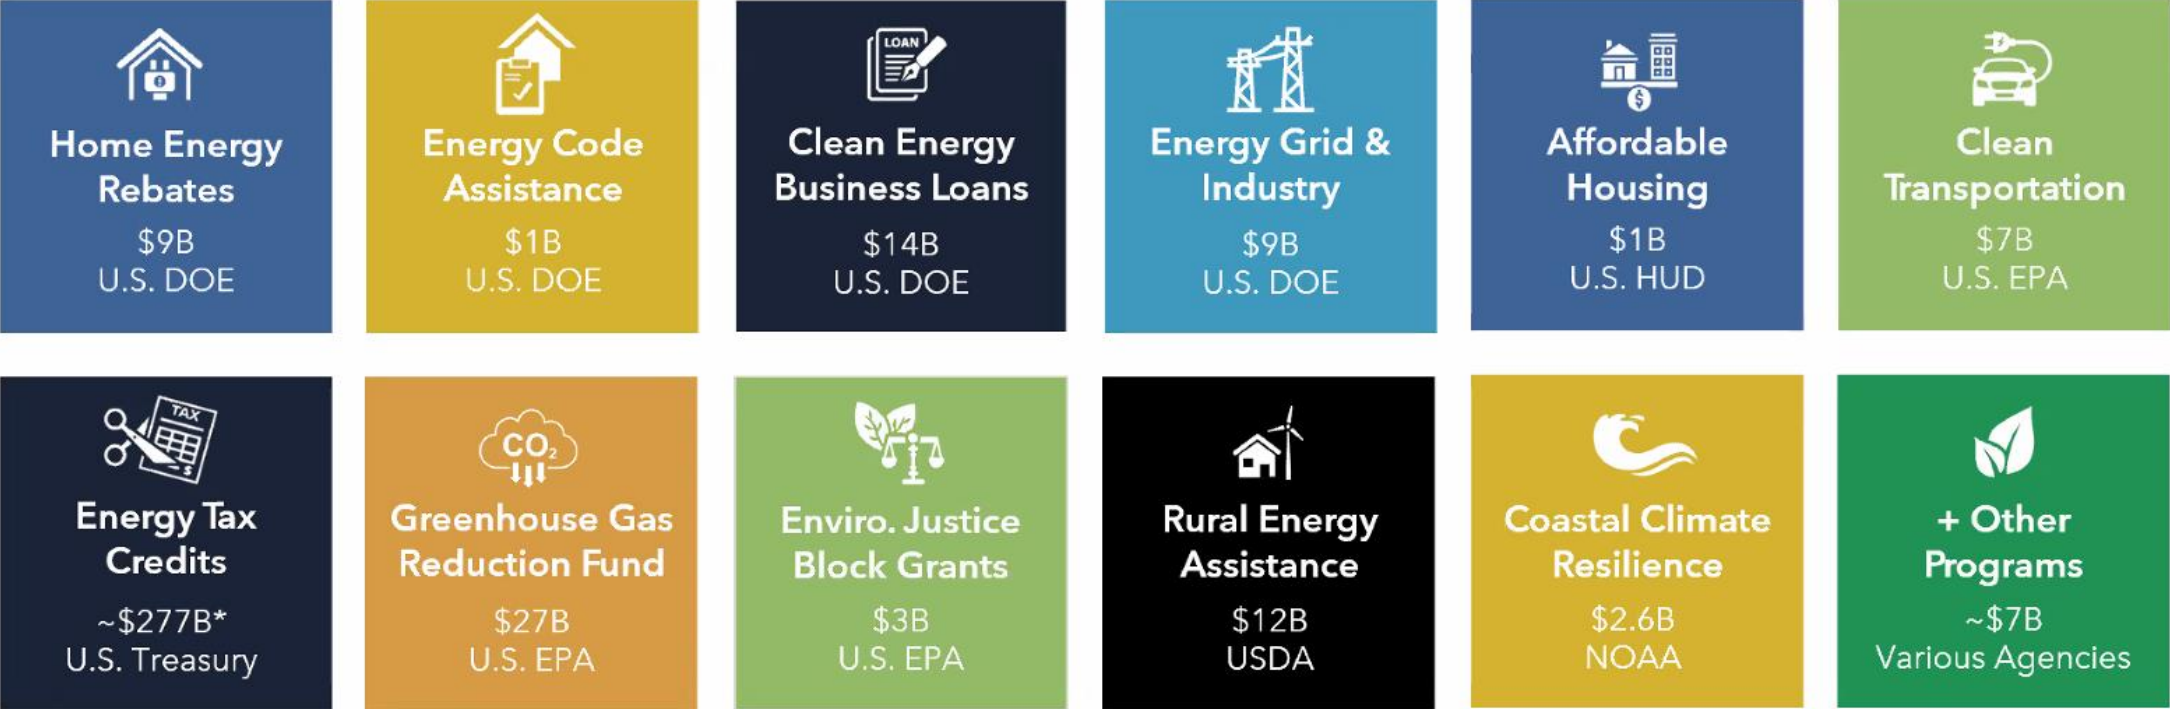 Home Energy
Rebates
$9B
U.S. DOE
Energy Code
Assistance
$1B
U.S. DOE
LOAN
Clean Energy
Business Loans
$14B
U.S. DOE
Energy Grid &
Industry
$9B
U.S. DOE
$
Affordable
Housing
$1B
U.S. HUD
Clean
Transportation
$7B
U.S. EPA
TAX
$
Energy Tax
Credits
~$277B*
U.S. Treasury
CO₂
Greenhouse Gas
Reduction Fund
$27B
U.S. EPA
Enviro. Justice
Block Grants
$3B
U.S. EPA
Rural Energy
Assistance
$12B
USDA
Coastal Climate
Resilience
$2.6B
NOAA
+ Other
Programs
~$7B
Various Agencies